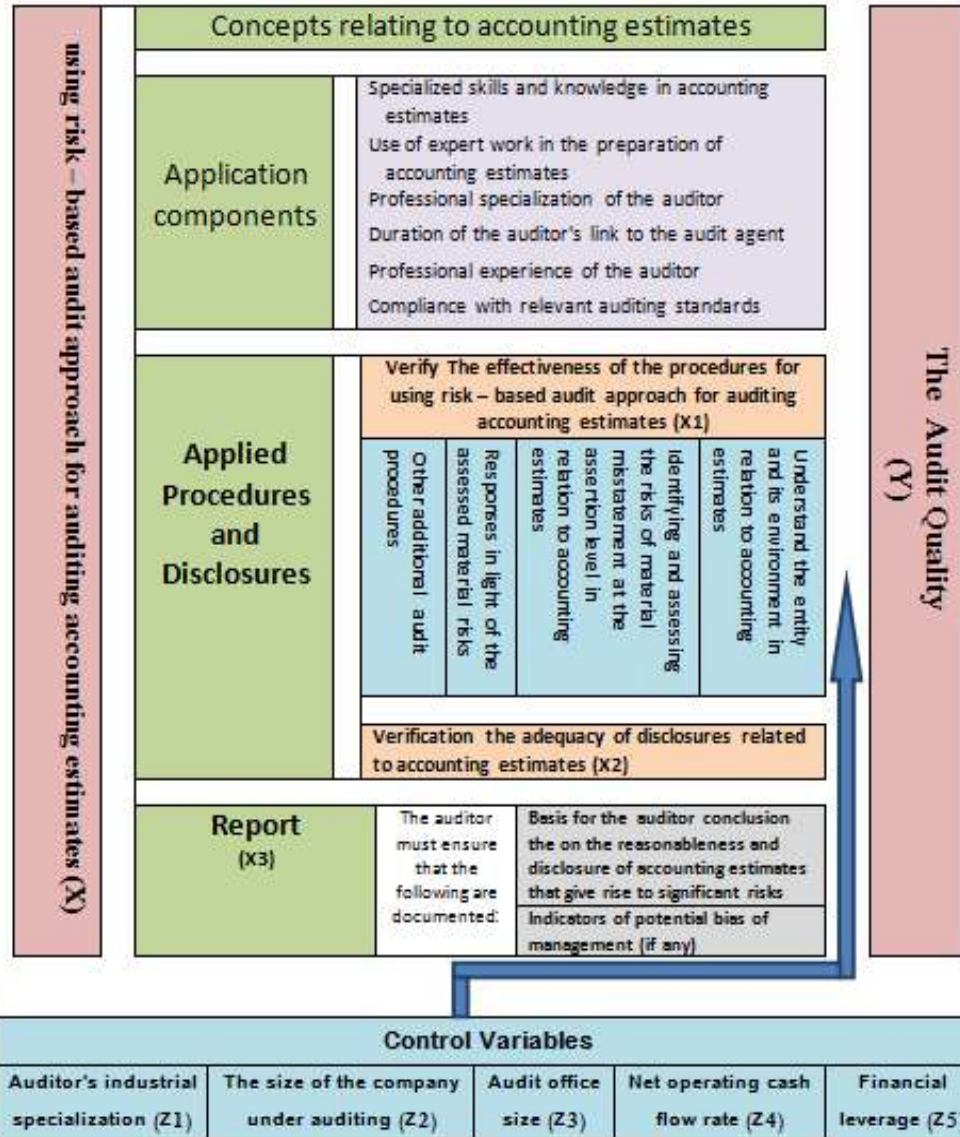 Concepts relating to accounting estimates
using risk – based audit approach for auditing accounting estimates (X)
Application
components
Specialized skills and knowledge in accounting
estimates
Use of expert work in the preparation of
accounting estimates
Professional specialization of the auditor
Duration of the auditor's link to the audit agent
Professional experience of the auditor
Compliance with relevant auditing standards
Applied
Procedures
and
Disclosures
Verify The effectiveness of the procedures for
using risk – based audit approach for auditing
accounting estimates (X1)
Other additional audit
procedures
Responses in light of the
assessed material risks
Identifying and assessing
the risks of material
misstatement at the
assertion level in
relation to accounting
estimates
Understand the entity
and its environment in
relation to accounting
estimates
Verification the adequacy of disclosures related
to accounting estimates (X2)
Report
(X3)
The auditor
must ensure
that the
following are
documented:
Basis for the auditor conclusion
the on the reasonableness and
disclosure of accounting estimates
that give rise to significant risks
Indicators of potential bias of
management (if any)
The Audit Quality
(Y)
Control Variables
Auditor's industrial
specialization (Z1)
The size of the company
under auditing (Z2)
Audit office
size (Z3)
Net operating cash
flow rate (Z4)
Financial
leverage (Z5